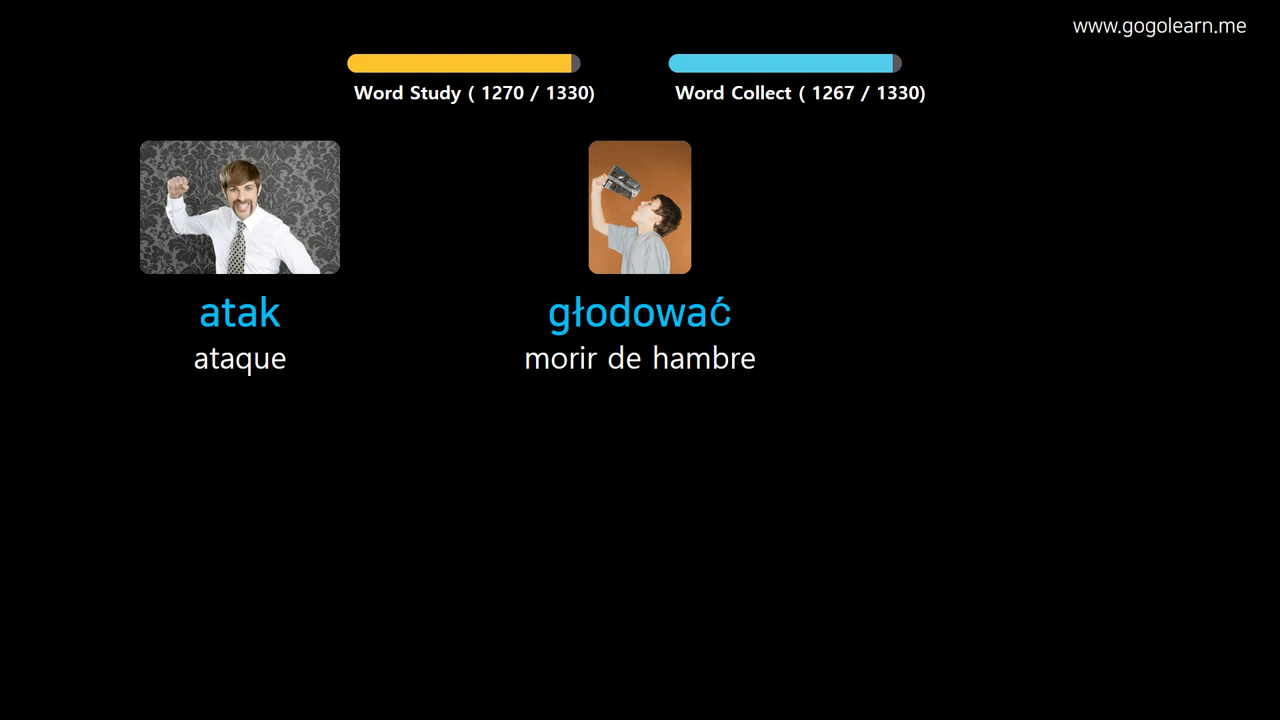 www.gogolearn.me
Word Study ( 1270 / 1330)
Word Collect ( 1267 / 1330)
atak
ataque
głodować
morir de hambre